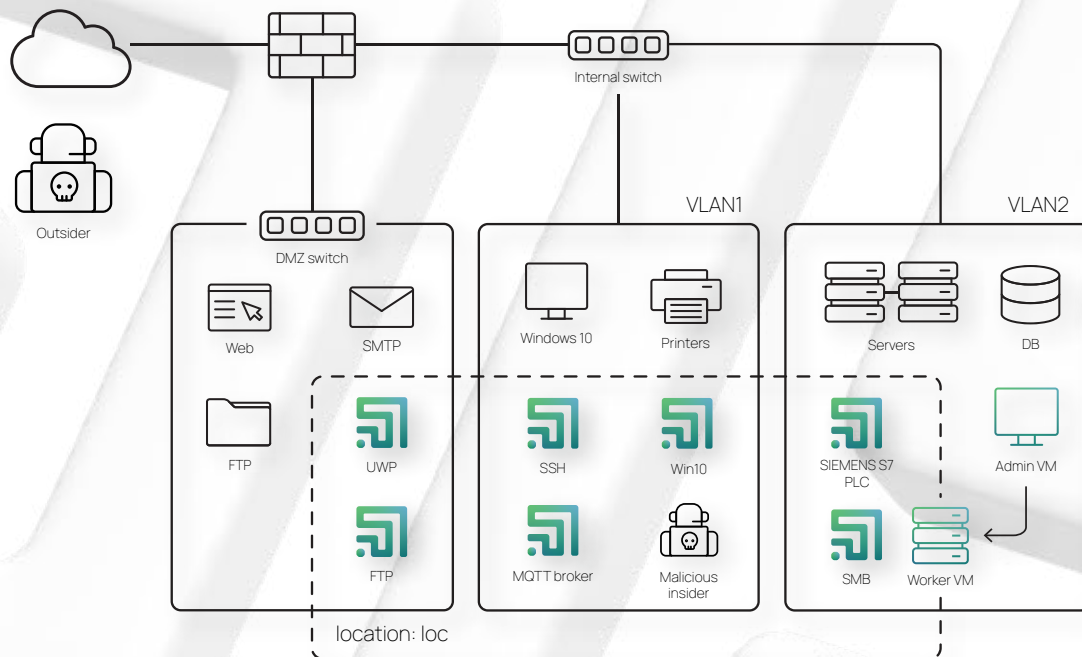 Internal switch
Outsider
VLAN1
VLAN2
DMZ switch
Web
SMTP
Windows 10
Printers
Servers
DB
FTP
UWP
SSH
Win10
SIEMENS S7
PLC
Admin VM
FTP
MQTT broker
Malicious
insider
SMB
Worker VM
location: loc